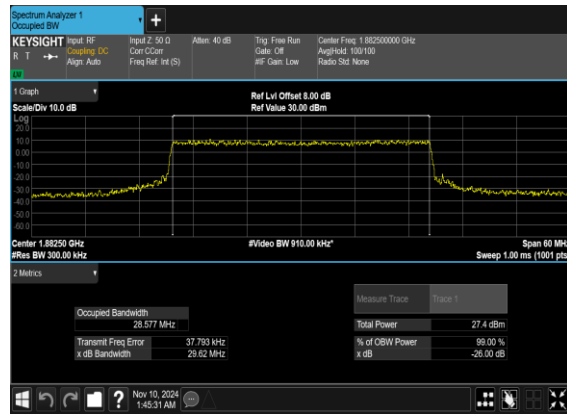 Spectrum Analyzer 1
Occupied BW
+
KEYSIGHT Input: RF Input Z: 50 Ω Atten: 40 dB Trig: Free Run Center Freq: 1.882500000 GHz
R T Coupling: DC Corr CCorr Gate: Off Avg|Hold: 100/100
Align: Auto Freq Ref: Int (S) #IF Gain: Low Radio Std: None
LW
1 Graph
Ref Lvl Offset 8.00 dB
Scale/Div 10.0 dB Ref Value 30.00 dBm
Log
20.0
10.0
0.00
-10.0
-20.0
-30.0
-40.0
-50.0
-60.0
Center 1.88250 GHz #Video BW 910.00 kHz* Span 60 MHz
#Res BW 300.00 kHz Sweep 1.00 ms (1001 pts
2 Metrics
Measure Trace Trace 1
Occupied Bandwidth
28.577 MHz Total Power 27.4 dBm
Transmit Freq Error 37.793 kHz % of OBW Power 99.00 %
x dB Bandwidth 29.62 MHz x dB -26.00 dB
?
Nov 10, 2024
1:45:31 AM